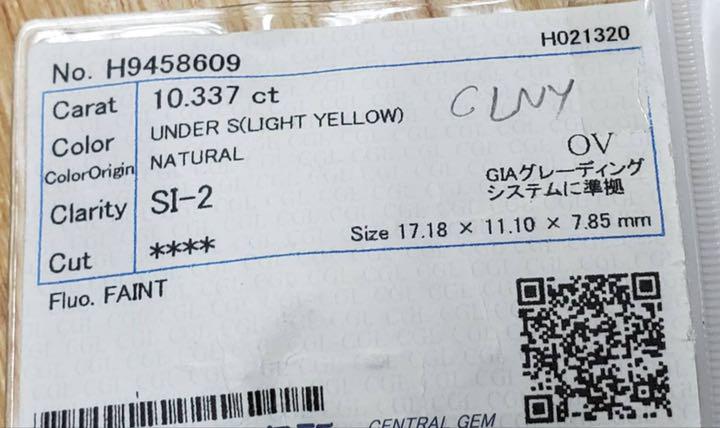 No. H9458609
H021320
Carat 10.337 ct
Color UNDER S(LIGHT YELLOW)
CLNY
ColorOrigin NATURAL
OV
Clarity SI-2
GIAグレーディング
システムに準拠
Cut ****
Size 17.18 × 11.10 × 7.85 mm
Fluo. FAINT
CENTRAL GEM